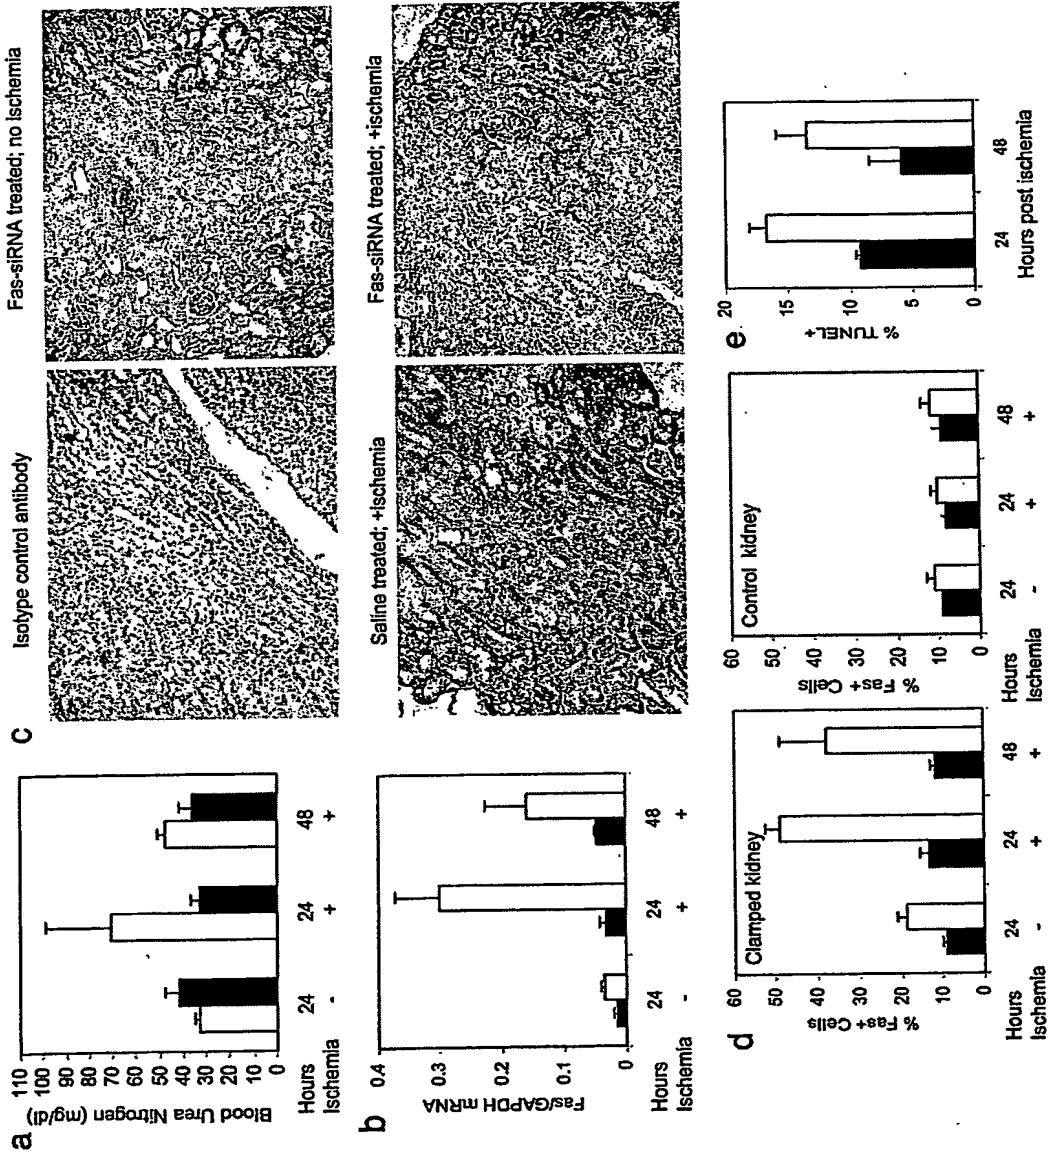 a
Blood Urea Nitrogen (mg/dl)
110
100
90
80
70
60
50
40
30
20
10
0
Hours 24 24 48
Ischemia - + +
b
Fas/GAPDH mRNA
0.4
0.3
0.2
0.1
0
Hours 24 24 48
Ischemia - + +
c
Isotype control antibody
Fas-siRNA treated; no ischemia
Saline treated; +ischemia
Fas-siRNA treated; +ischemia
d
Clamped kidney
% Fas+ Cells
60
50
40
30
20
10
0
Hours 24 24 48
Ischemia - + +
Control kidney
% Fas+ Cells
60
50
40
30
20
10
0
Hours 24 24 48
Ischemia - + +
e
% TUNEL+
20
15
10
5
0
24 48
Hours post ischemia